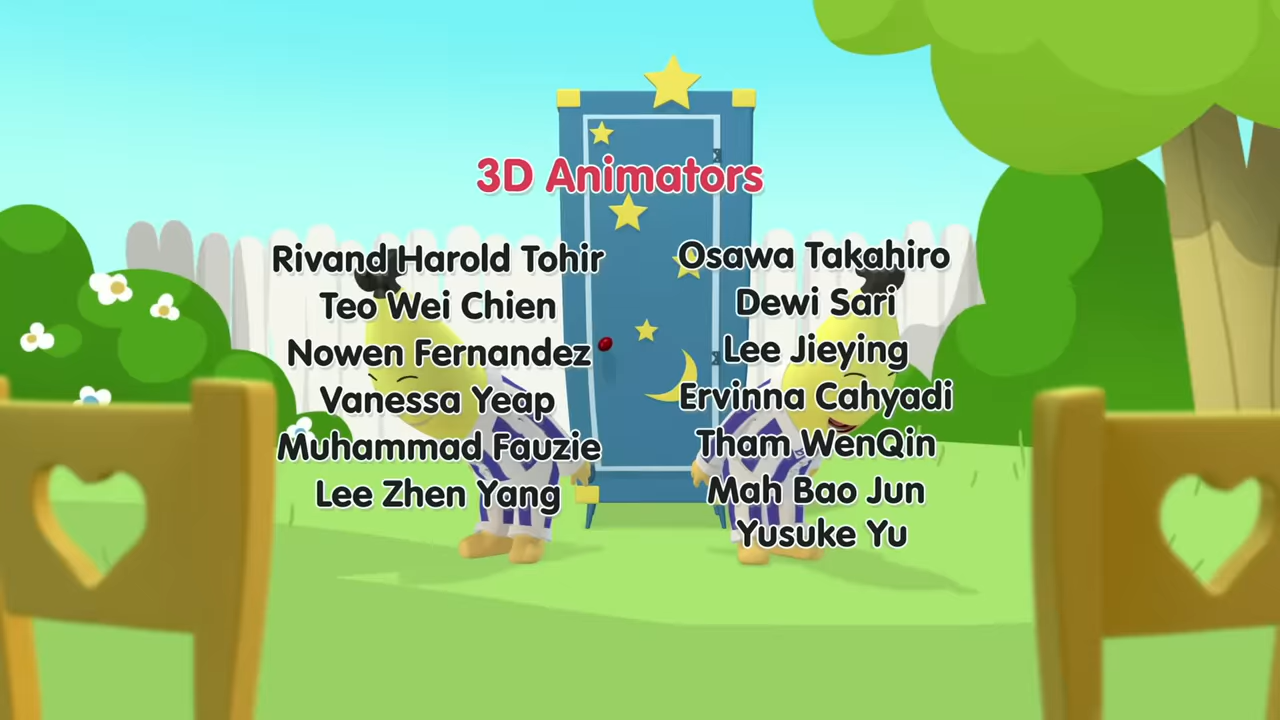 3D Animators
Rivand Harold Tohir
Teo Wei Chien
Nowen Fernandez
Vanessa Yeap
Muhammad Fauzie
Lee Zhen Yang
Osawa Takahiro
Dewi Sari
Lee Jieying
Ervinna Cahyadi
Tham WenQin
Mah Bao Jun
Yusuke Yu